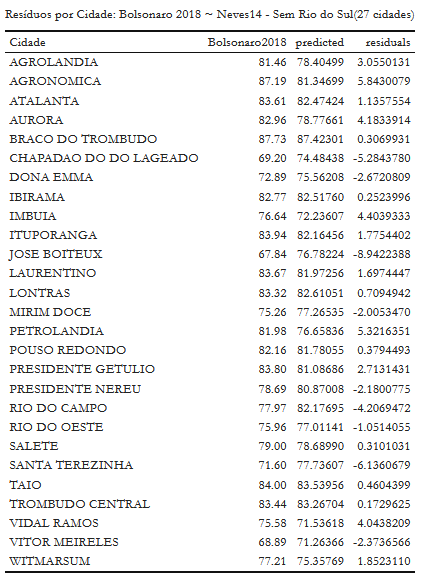 Resíduos por Cidade: Bolsonaro 2018 ~ Neves14 - Sem Rio do Sul(27 cidades)
Cidade Bolsonaro2018 predicted residuals
AGROLANDIA 81.46 78.40499 3.0550131
AGRONOMICA 87.19 81.34699 5.8430079
ATALANTA 83.61 82.47424 1.1357554
AURORA 82.96 78.77661 4.1833914
BRACO DO TROMBUDO 87.73 87.42301 0.3069931
CHAPADAO DO DO LAGEADO 69.20 74.48438 -5.2843780
DONA EMMA 72.89 75.56208 -2.6720809
IBIRAMA 82.77 82.51760 0.2523996
IMBUIA 76.64 72.23607 4.4039333
ITUPORANGA 83.94 82.16456 1.7754402
JOSE BOITEUX 67.84 76.78224 -8.9422388
LAURENTINO 83.67 81.97256 1.6974447
LONTRAS 83.32 82.61051 0.7094942
MIRIM DOCE 75.26 77.26535 -2.0053470
PETROLANDIA 81.98 76.65836 5.3216351
POUSO REDONDO 82.16 81.78055 0.3794493
PRESIDENTE GETULIO 83.80 81.08686 2.7131431
PRESIDENTE NEREU 78.69 80.87008 -2.1800775
RIO DO CAMPO 77.97 82.17695 -4.2069472
RIO DO OESTE 75.96 77.01141 -1.0514055
SALETE 79.00 78.68990 0.3101031
SANTA TEREZINHA 71.60 77.73607 -6.1360679
TAIO 84.00 83.53956 0.4604399
TROMBUDO CENTRAL 83.44 83.26704 0.1729625
VIDAL RAMOS 75.58 71.53618 4.0438209
VITOR MEIRELES 68.89 71.26366 -2.3736566
WITMARSUM 77.21 75.35769 1.8523110